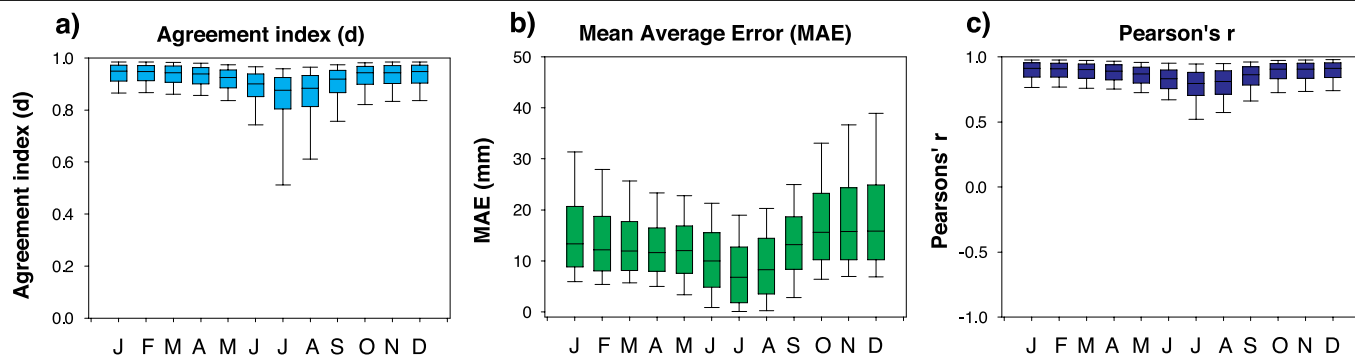 a)
Agreement index (d)
Agreement index (d)
1.0
0.8
0.6
0.4
0.2
0.0
J F M A M J J A S O N D
b)
Mean Average Error (MAE)
MAE (mm)
50
40
30
20
10
0
J F M A M J J A S O N D
c)
Pearson's r
Pearsons' r
1.0
0.5
0.0
-0.5
-1.0
J F M A M J J A S O N D